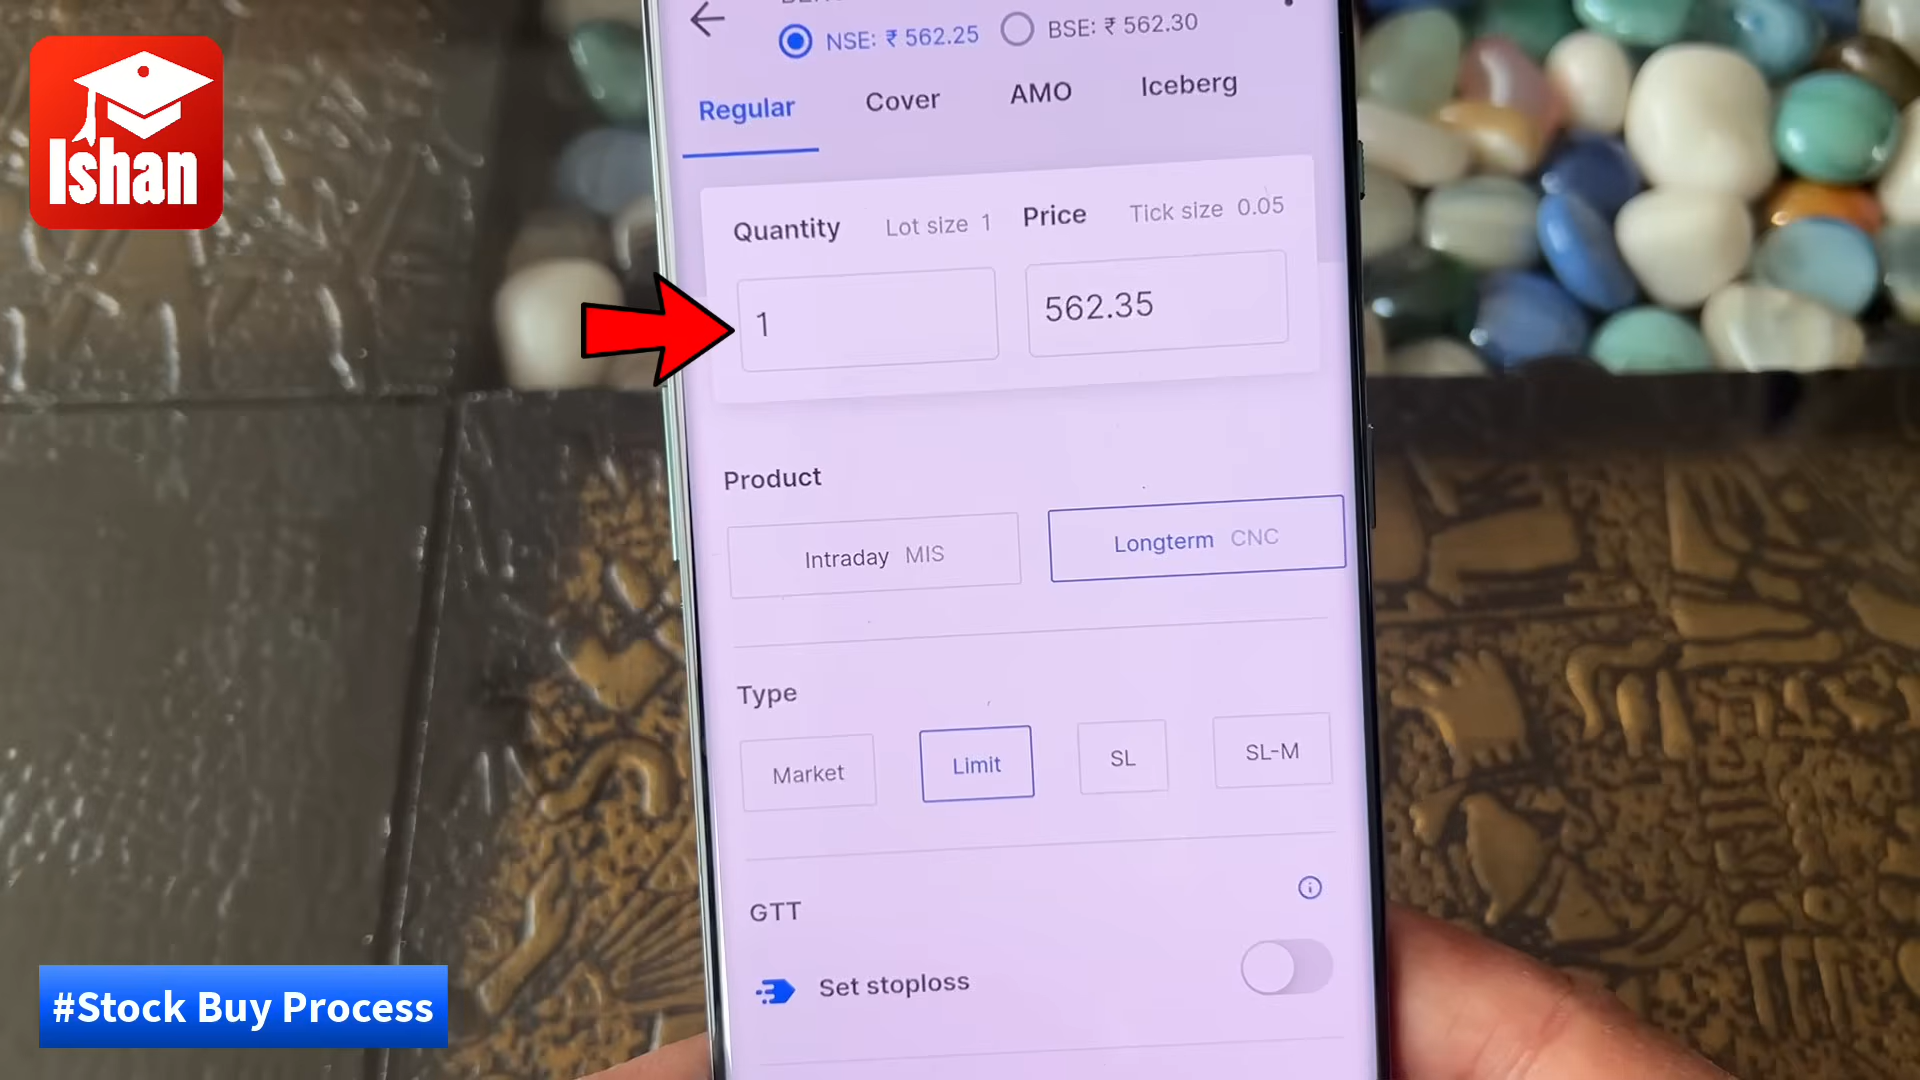 NSE: ₹ 562.25 BSE: ₹ 562.30
Regular Cover AMO Iceberg
Quantity Lot size 1 Price Tick size 0.05
1 562.35
Product
Intraday MIS Longterm CNC
Type
Market Limit SL SL-M
GTT
Set stoploss
Ishan
#Stock Buy Process